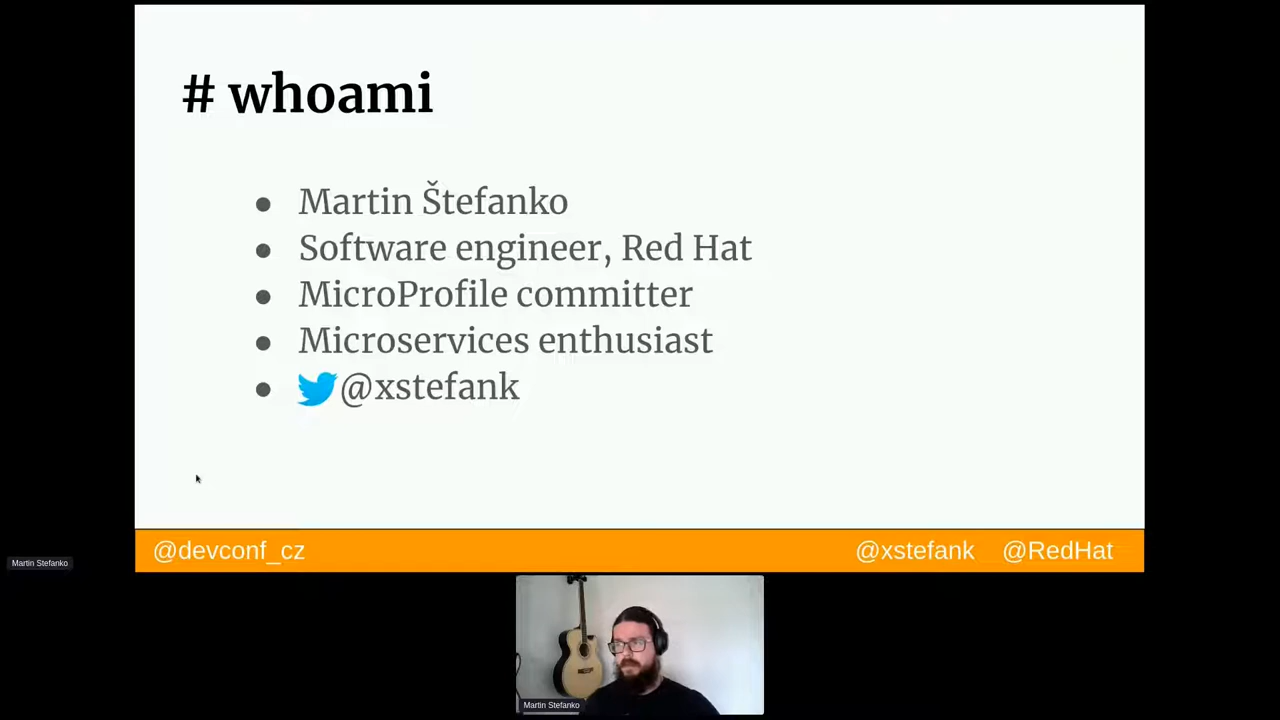 # whoami
● Martin Štefanko
● Software engineer, Red Hat
● MicroProfile committer
● Microservices enthusiast
● @xstefank
@devconf_cz @xstefank @RedHat
Martin Stefanko
Martin Stefanko